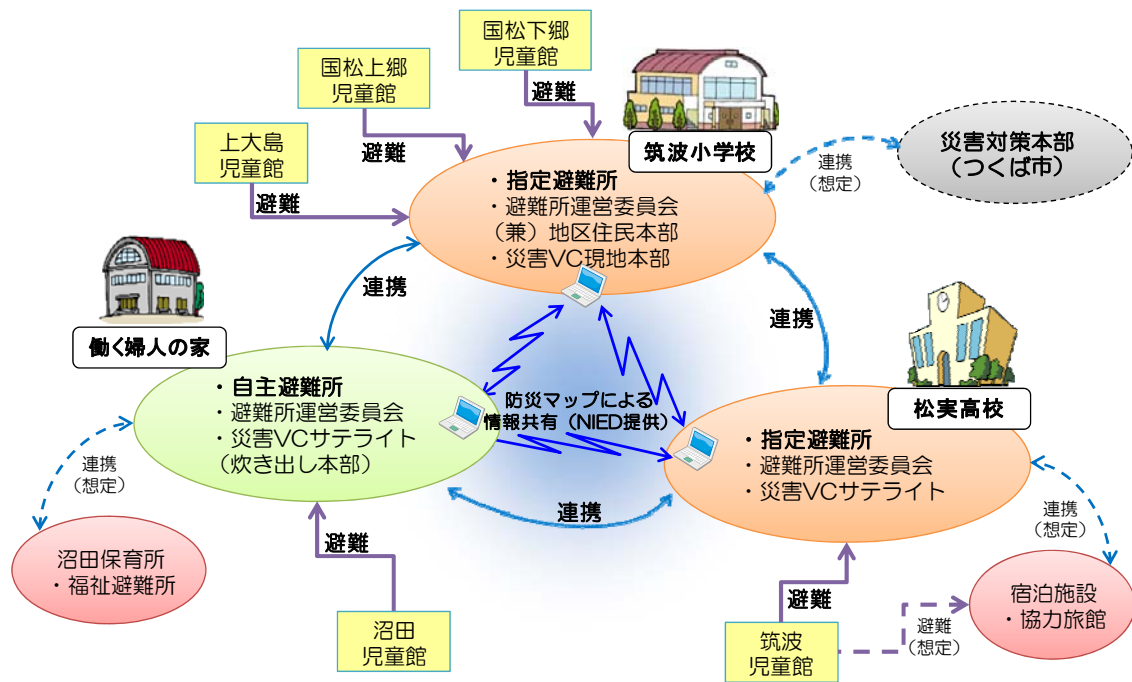 国松下郷
児童館
避難
国松上郷
児童館
避難
上大島
児童館
避難
筑波小学校
・指定避難所
・避難所運営委員会
（兼）地区住民本部
・災害VC現地本部
連携
（想定）
災害対策本部
（つくば市）
連携
連携
働く婦人の家
・自主避難所
・避難所運営委員会
・災害VCサテライト
（炊き出し本部）
防災マップによる
情報共有（NIED提供）
松実高校
・指定避難所
・避難所運営委員会
・災害VCサテライト
連携
（想定）
沼田保育所
・福祉避難所
避難
沼田
児童館
連携
避難
筑波
児童館
避難
（想定）
連携
（想定）
宿泊施設
・協力旅館